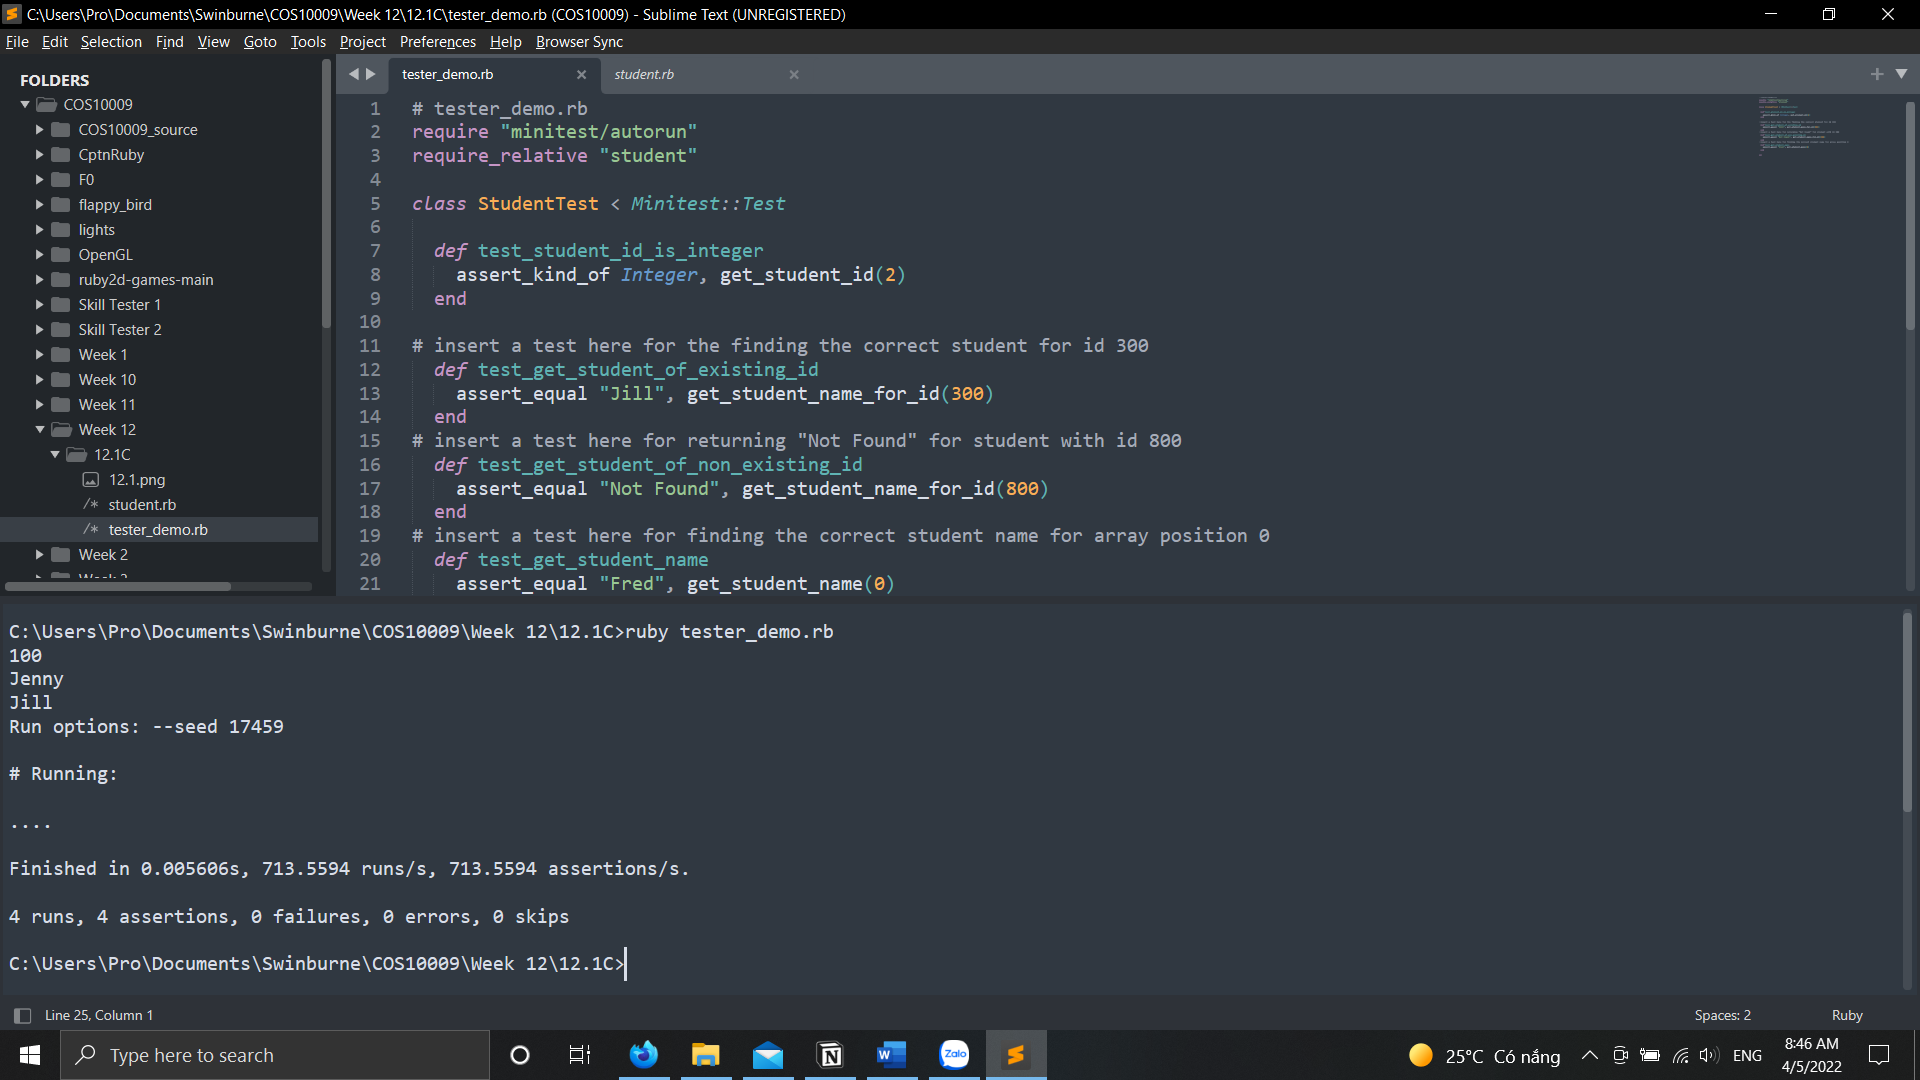 C:\Users\Pro\Documents\Swinburne\COS10009\Week 12\12.1C\tester_demo.rb (COS10009) - Sublime Text (UNREGISTERED)
File Edit Selection Find View Goto Tools Project Preferences Help Browser Sync
FOLDERS
COS10009
COS10009_source
CptnRuby
F0
flappy_bird
lights
OpenGL
ruby2d-games-main
Skill Tester 1
Skill Tester 2
Week 1
Week 10
Week 11
Week 12
12.1C
12.1.png
/* student.rb
/* tester_demo.rb
Week 2
tester_demo.rb × student.rb ×
1 # tester_demo.rb
2 require "minitest/autorun"
3 require_relative "student"
4
5 class StudentTest < Minitest::Test
6
7 def test_student_id_is_integer
8 assert_kind_of Integer, get_student_id(2)
9 end
10
11 # insert a test here for the finding the correct student for id 300
12 def test_get_student_of_existing_id
13 assert_equal "Jill", get_student_name_for_id(300)
14 end
15 # insert a test here for returning "Not Found" for student with id 800
16 def test_get_student_of_non_existing_id
17 assert_equal "Not Found", get_student_name_for_id(800)
18 end
19 # insert a test here for finding the correct student name for array position 0
20 def test_get_student_name
21 assert_equal "Fred", get_student_name(0)
C:\Users\Pro\Documents\Swinburne\COS10009\Week 12\12.1C>ruby tester_demo.rb
100
Jenny
Jill
Run options: --seed 17459
# Running:
....
Finished in 0.005606s, 713.5594 runs/s, 713.5594 assertions/s.
4 runs, 4 assertions, 0 failures, 0 errors, 0 skips
C:\Users\Pro\Documents\Swinburne\COS10009\Week 12\12.1C>
Line 25, Column 1
Spaces: 2
Ruby
Type here to search
Zalo
25°C Có nắng
ENG
8:46 AM
4/5/2022